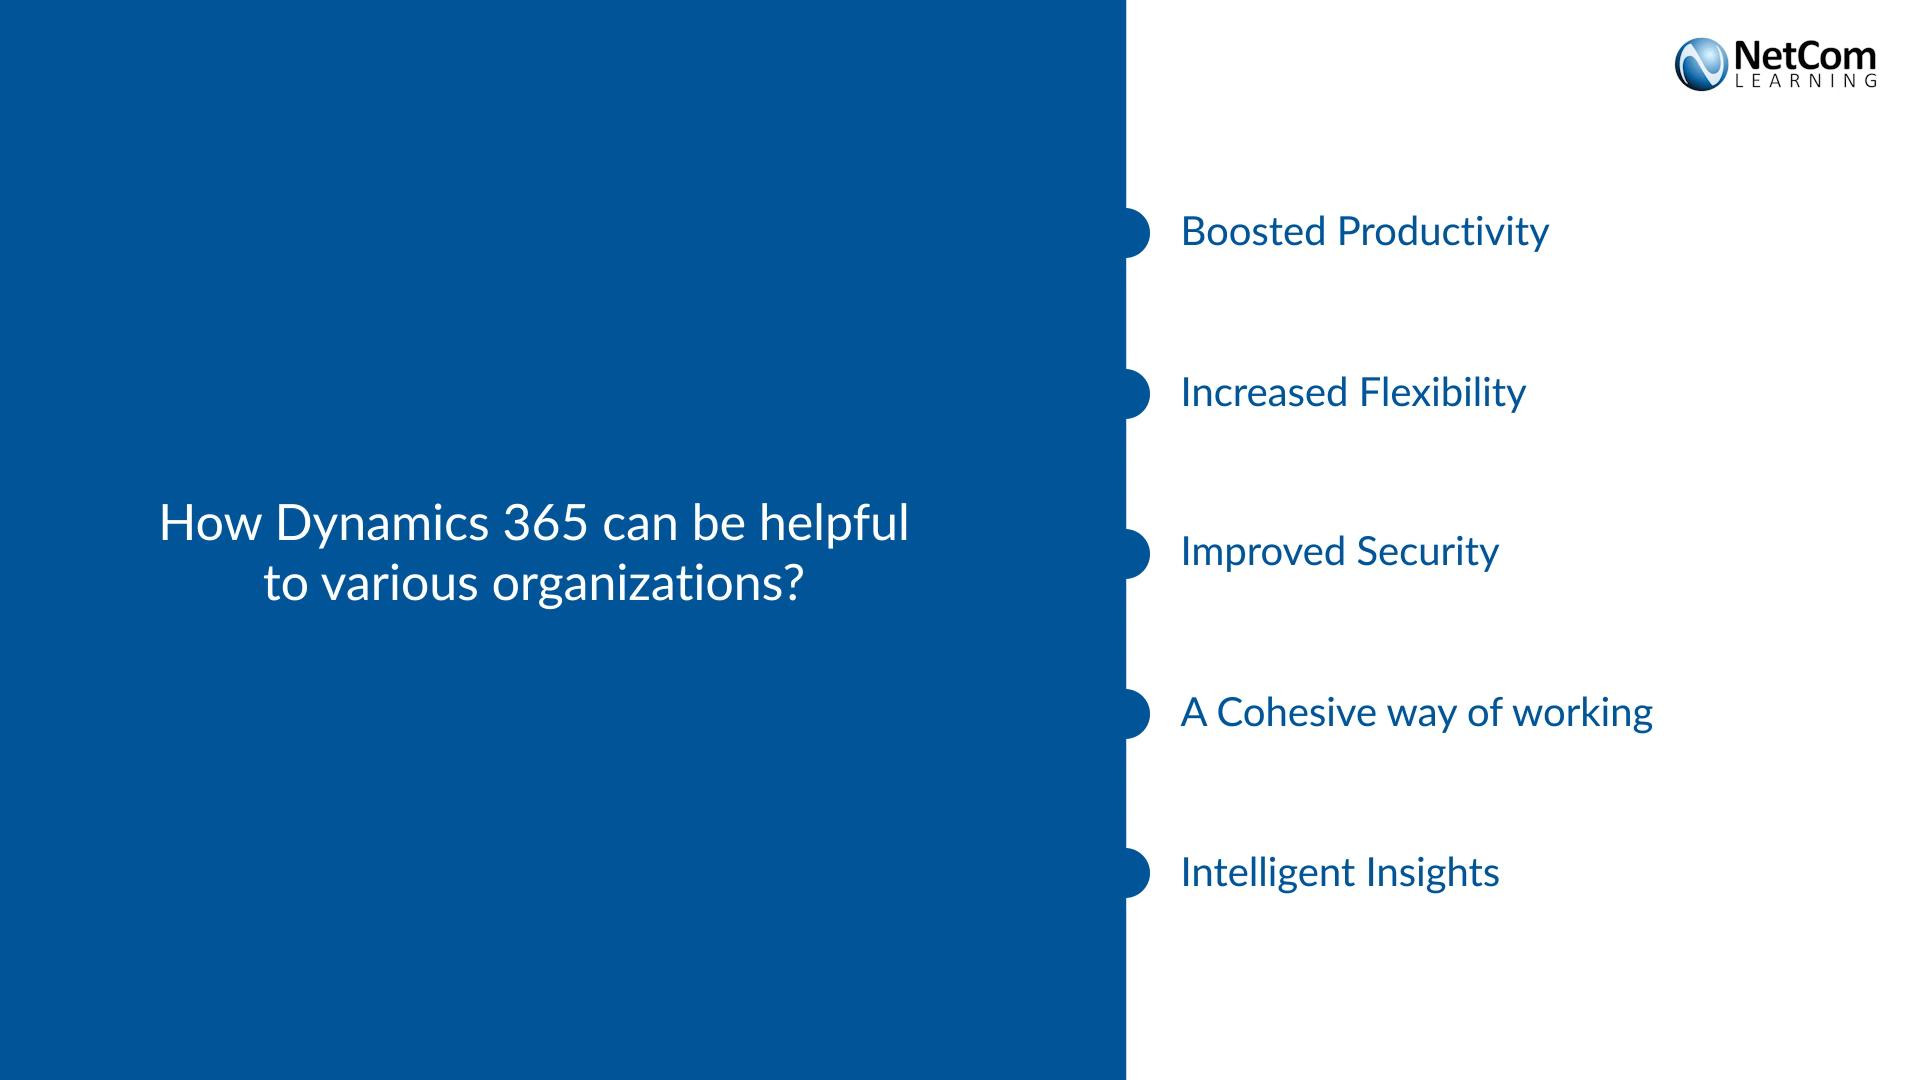 NetCom
LEARNING
How Dynamics 365 can be helpful
to various organizations?
Boosted Productivity
Increased Flexibility
Improved Security
A Cohesive way of working
Intelligent Insights